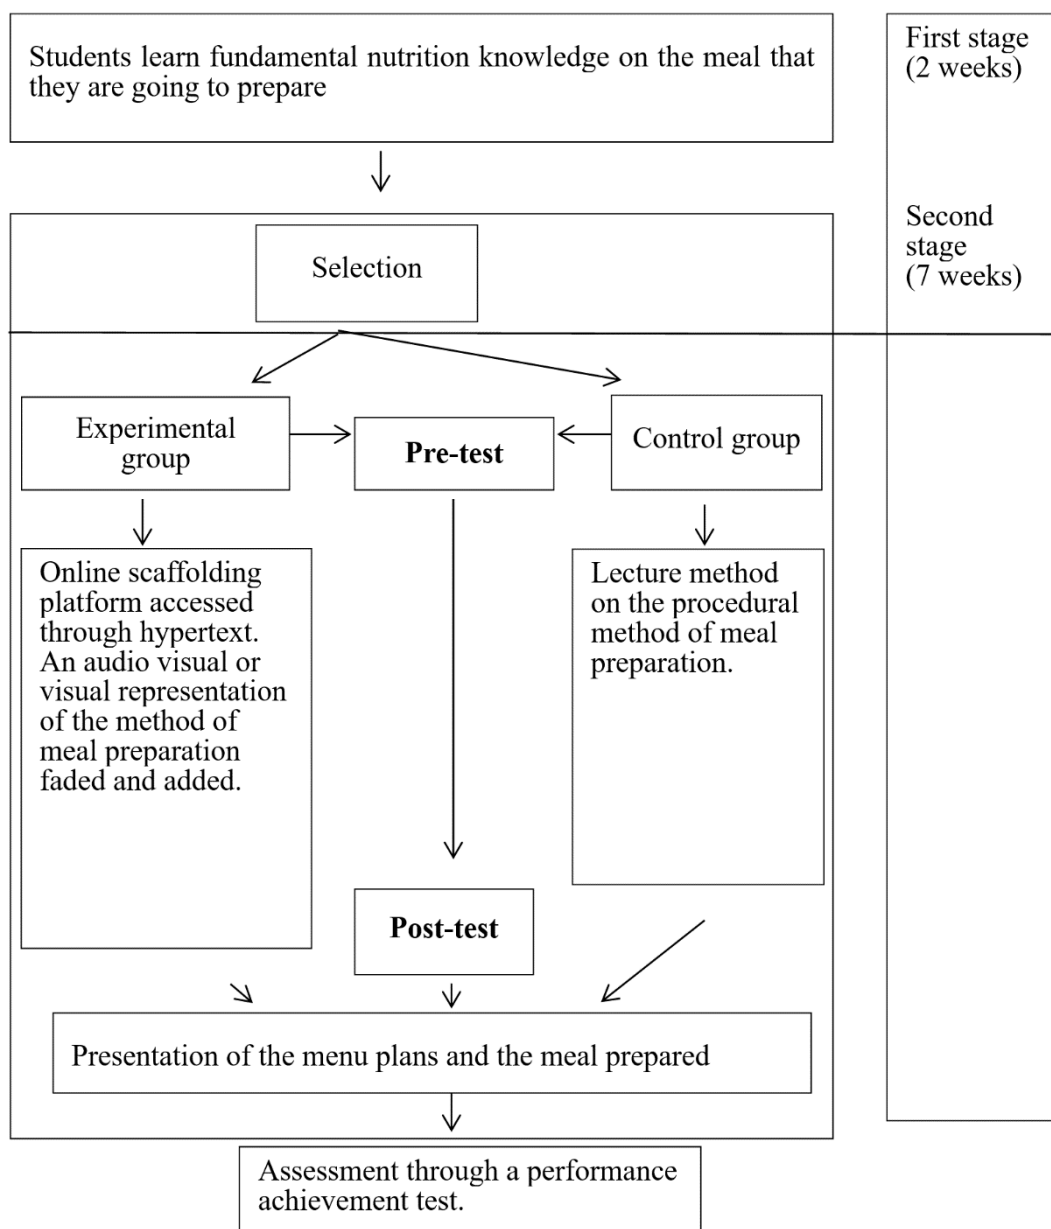 Students learn fundamental nutrition knowledge on the meal that
they are going to prepare
First stage
(2 weeks)
Second
stage
(7 weeks)
Selection
Experimental
group
Pre-test
Control group
Online scaffolding
platform accessed
through hypertext.
An audio visual or
visual representation
of the method of
meal preparation
faded and added.
Lecture method
on the procedural
method of meal
preparation.
Post-test
Presentation of the menu plans and the meal prepared
Assessment through a performance
achievement test.